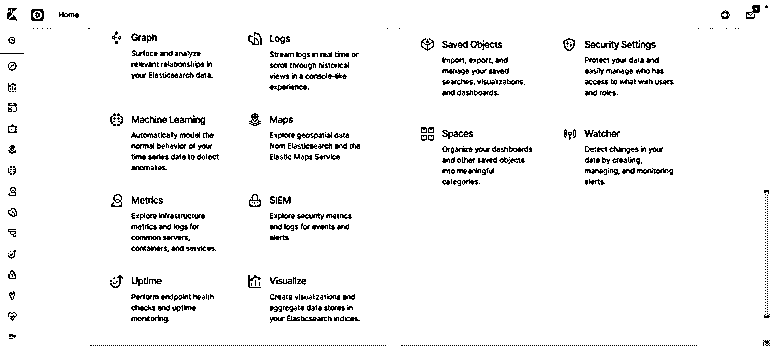 Home
Graph
Surface and analyze
relevant relationships in
your Elasticsearch data.
Logs
Stream logs in real time or
scroll through historical
views in a console-like
experience.
Machine Learning
Automatically model the
normal behavior of your
time series data to detect
anomalies.
Maps
Explore geospatial data
from Elasticsearch and the
Elastic Maps Service
Metrics
Explore infrastructure
metrics and logs for
common servers,
containers, and services.
SIEM
Explore security metrics
and logs for events and
alerts
Uptime
Perform endpoint health
checks and uptime
monitoring.
Visualize
Create visualizations and
aggregate data stores in
your Elasticsearch indices.
Saved Objects
Import, export, and
manage your saved
searches, visualizations,
and dashboards.
Security Settings
Protect your data and
easily manage who has
access to what with users
and roles.
Spaces
Organize your dashboards
and other saved objects
into meaningful
categories.
Watcher
Detect changes in your
data by creating,
managing, and monitoring
alerts.